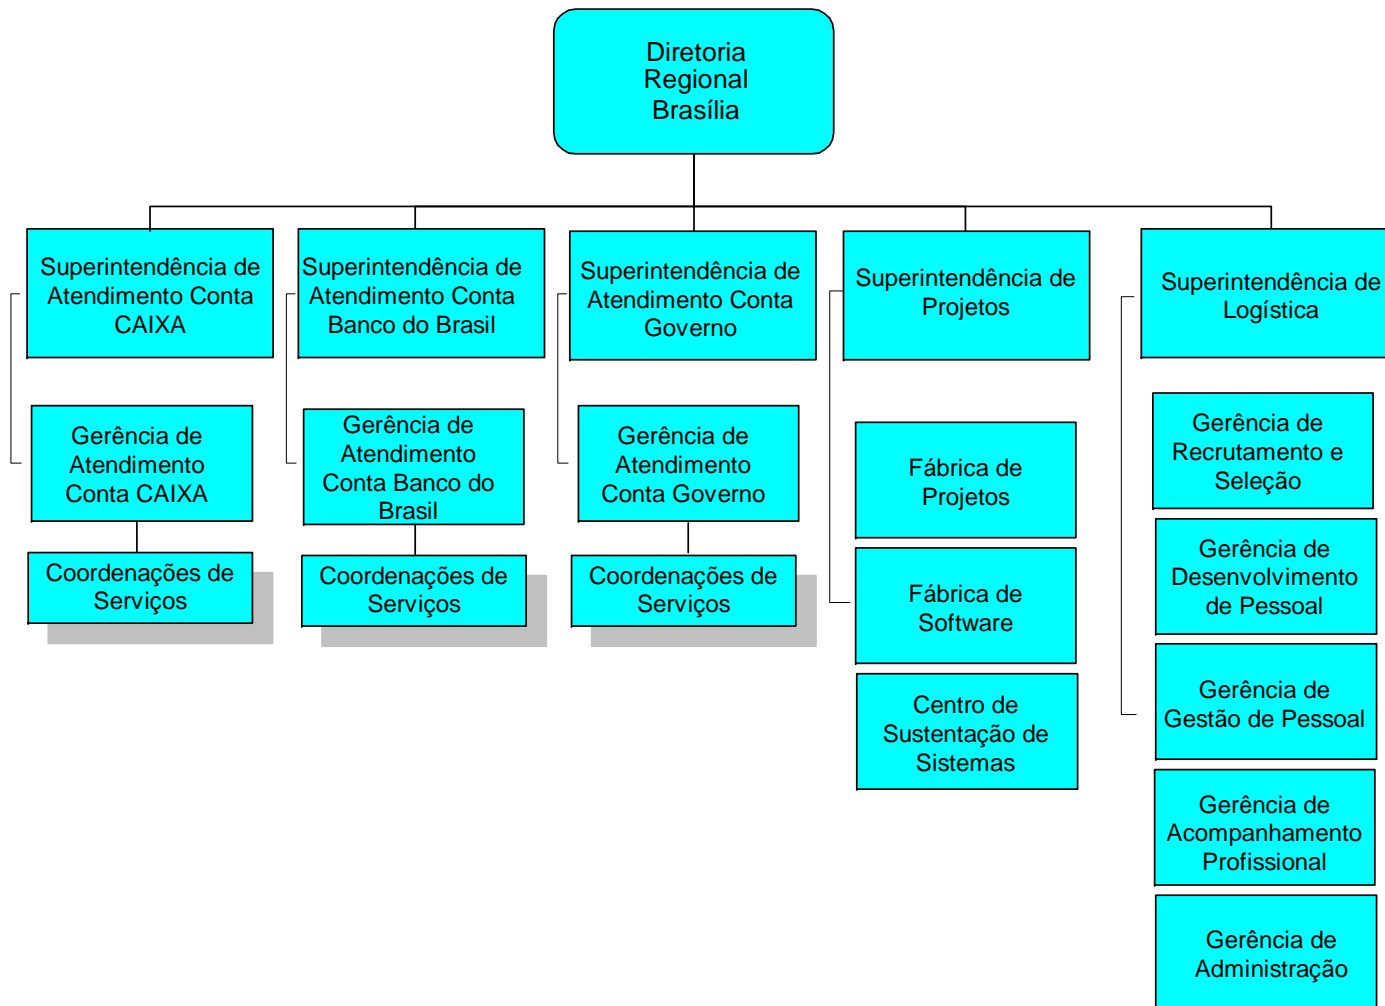 Diretoria
Regional
Brasília
Superintendência de
Atendimento Conta
CAIXA
Superintendência de
Atendimento Conta
Banco do Brasil
Superintendência de
Atendimento Conta
Governo
Superintendência de
Projetos
Superintendência de
Logística
Gerência de
Atendimento
Conta CAIXA
Gerência de
Atendimento
Conta Banco do
Brasil
Gerência de
Atendimento
Conta Governo
Fábrica de
Projetos
Gerência de
Recrutamento e
Seleção
Coordenações de
Serviços
Coordenações de
Serviços
Coordenações de
Serviços
Fábrica de
Software
Gerência de
Desenvolvimento
de Pessoal
Centro de
Sustentação de
Sistemas
Gerência de
Gestão de Pessoal
Gerência de
Acompanhamento
Profissional
Gerência de
Administração